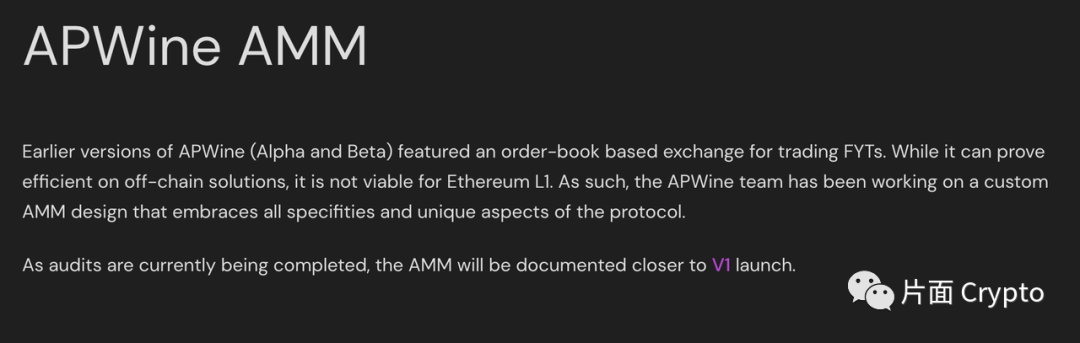 APWine AMM
Earlier versions of APWine (Alpha and Beta) featured an order-book based exchange for trading FYTs. While it can prove
efficient on off-chain solutions, it is not viable for Ethereum L1. As such, the APWine team has been working on a custom
AMM design that embraces all specifities and unique aspects of the protocol.
As audits are currently being completed, the AMM will be documented closer to V1 launch.
片面 Crypto